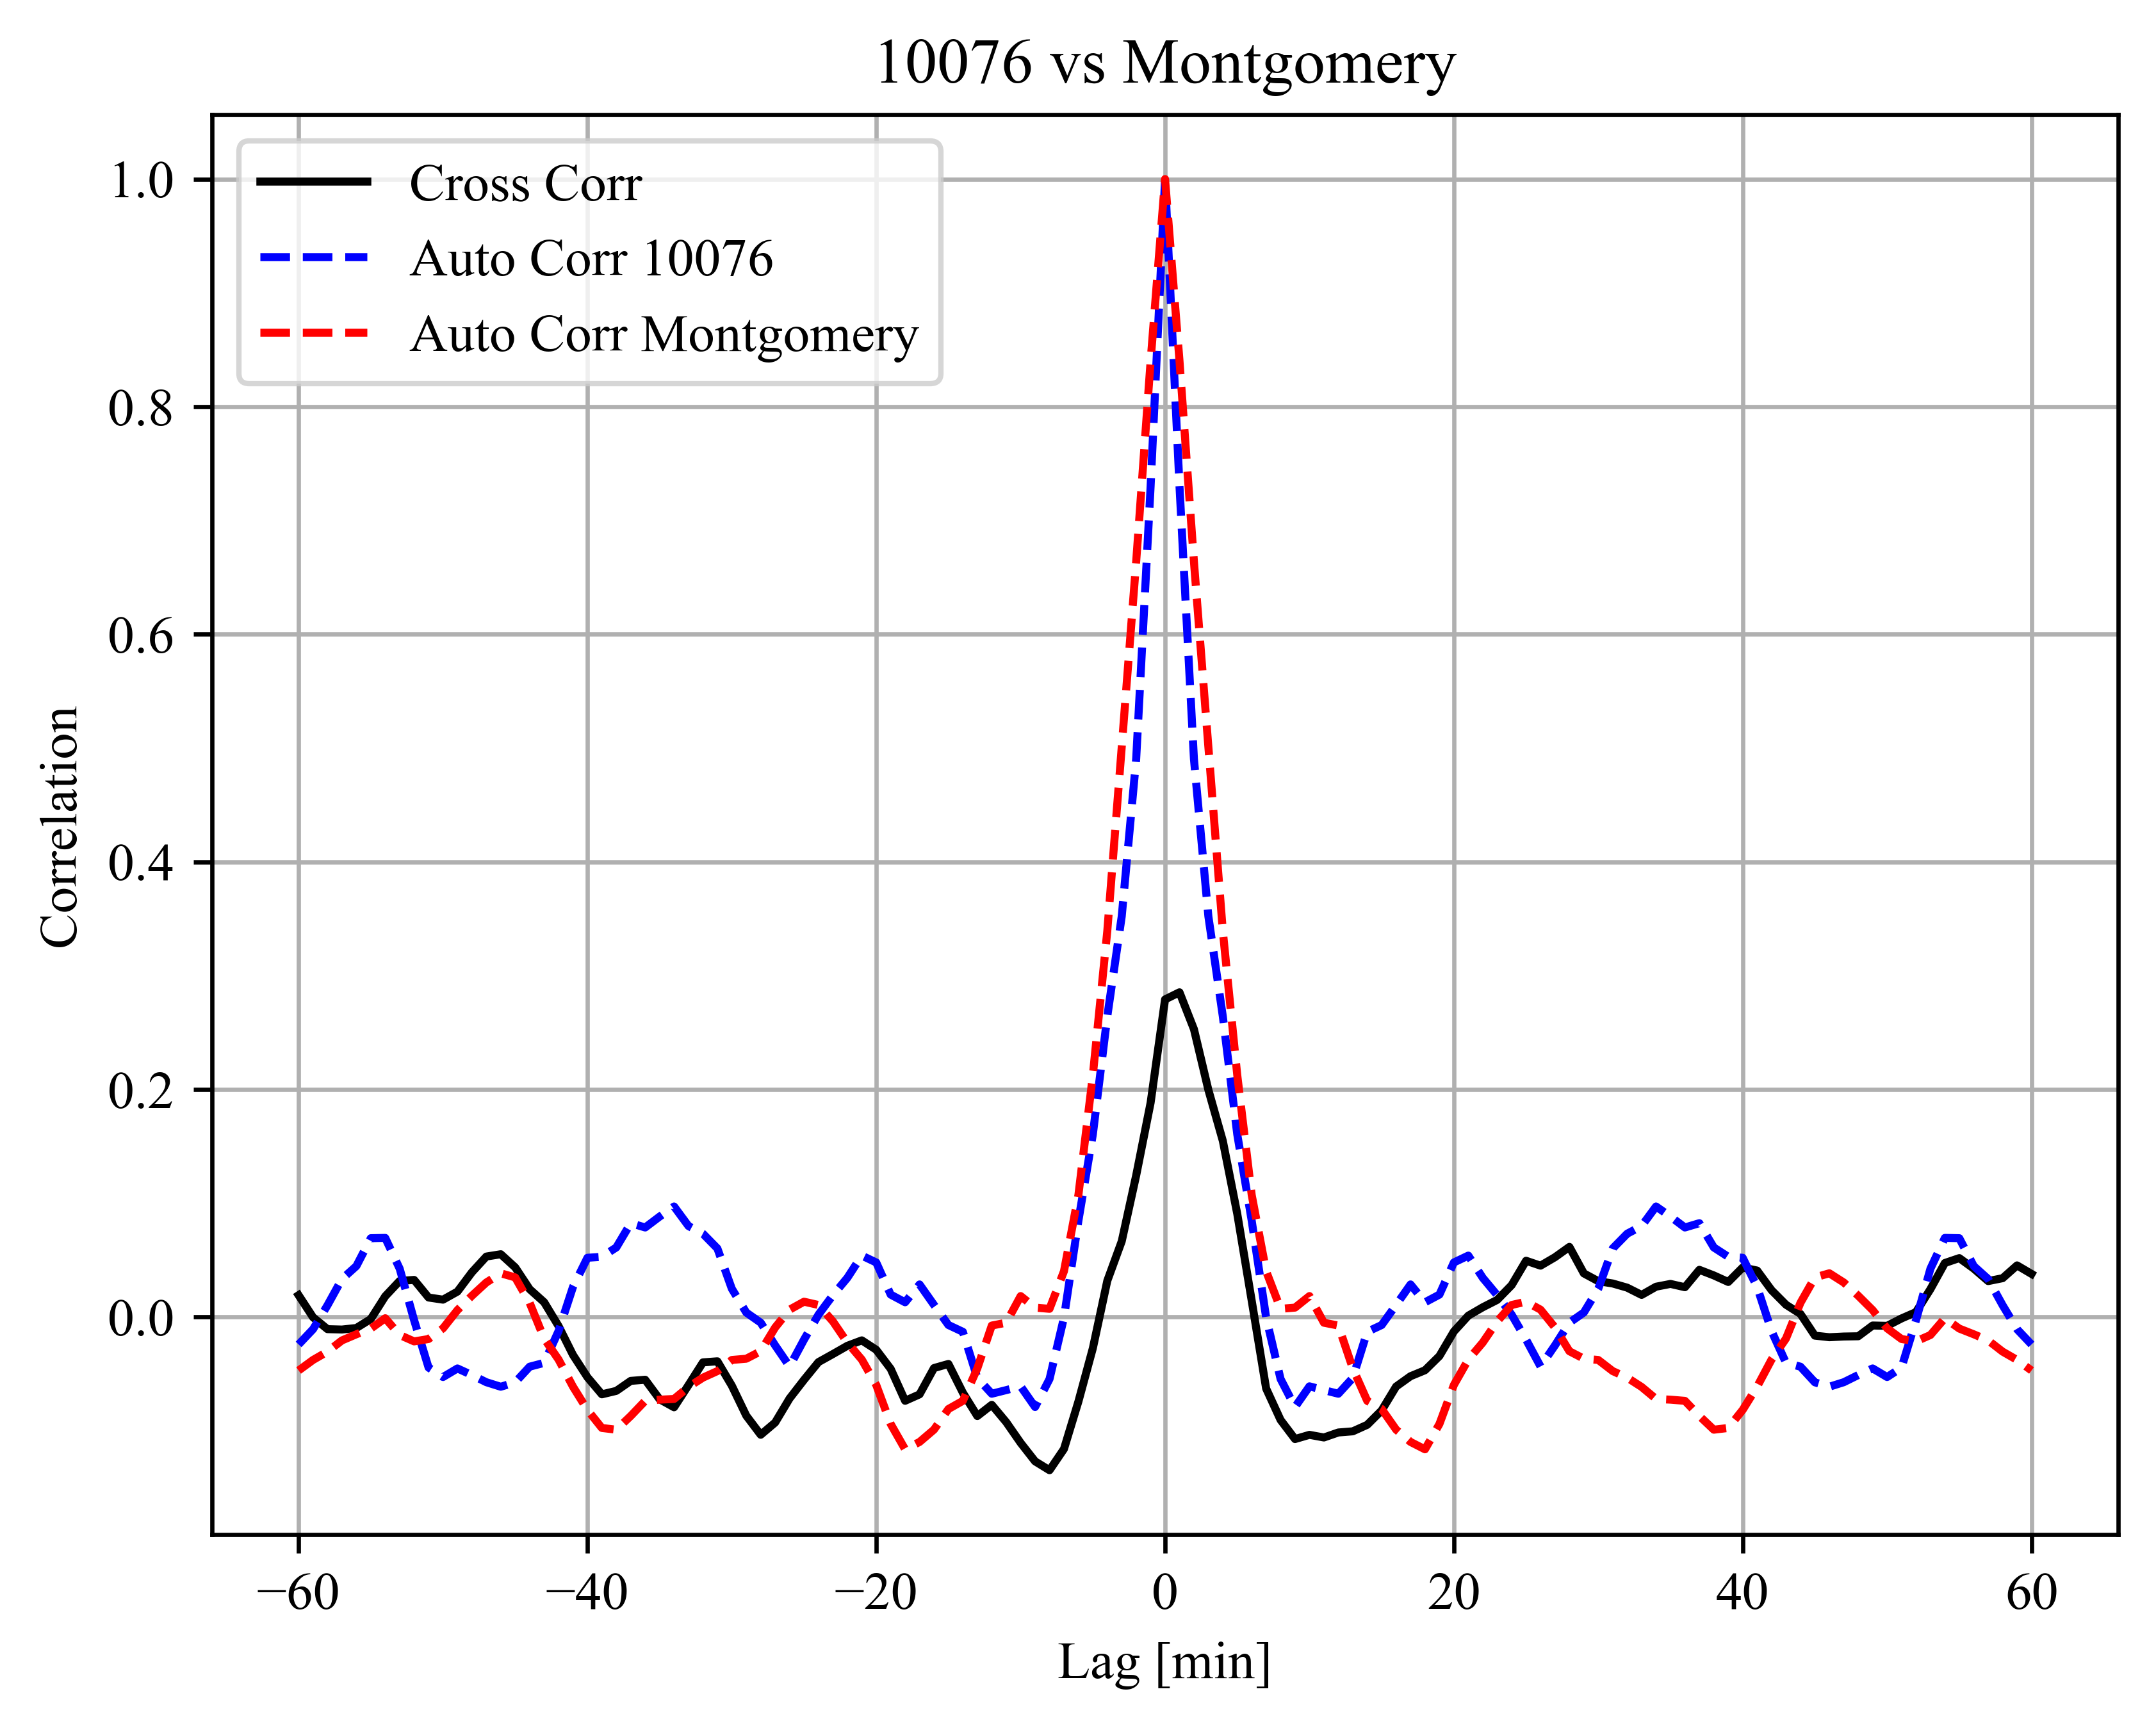 10076 vs Montgomery
Cross Corr
Auto Corr 10076
Auto Corr Montgomery
1.0
0.8
0.6
0.4
0.2
0.0
Correlation
−60 −40 −20 0 20 40 60
Lag [min]